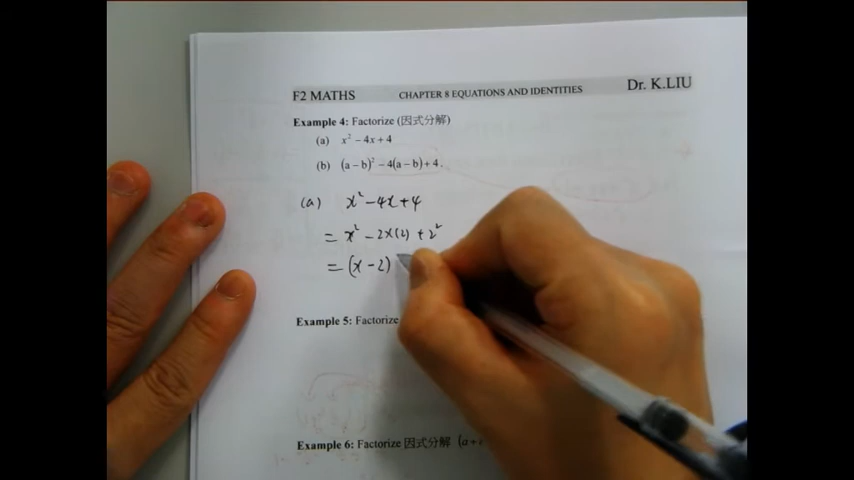 F2 MATHS CHAPTER 8 EQUATIONS AND IDENTITIES Dr. K.LIU
Example 4: Factorize (因式分解)
(a) x² − 4x + 4
(b) (a − b)² − 4(a − b) + 4 .
(a) x² − 4x + 4
= x² − 2x(2) + 2²
= (x − 2)
Example 5: Factorize
Example 6: Factorize 因式分解 (a +